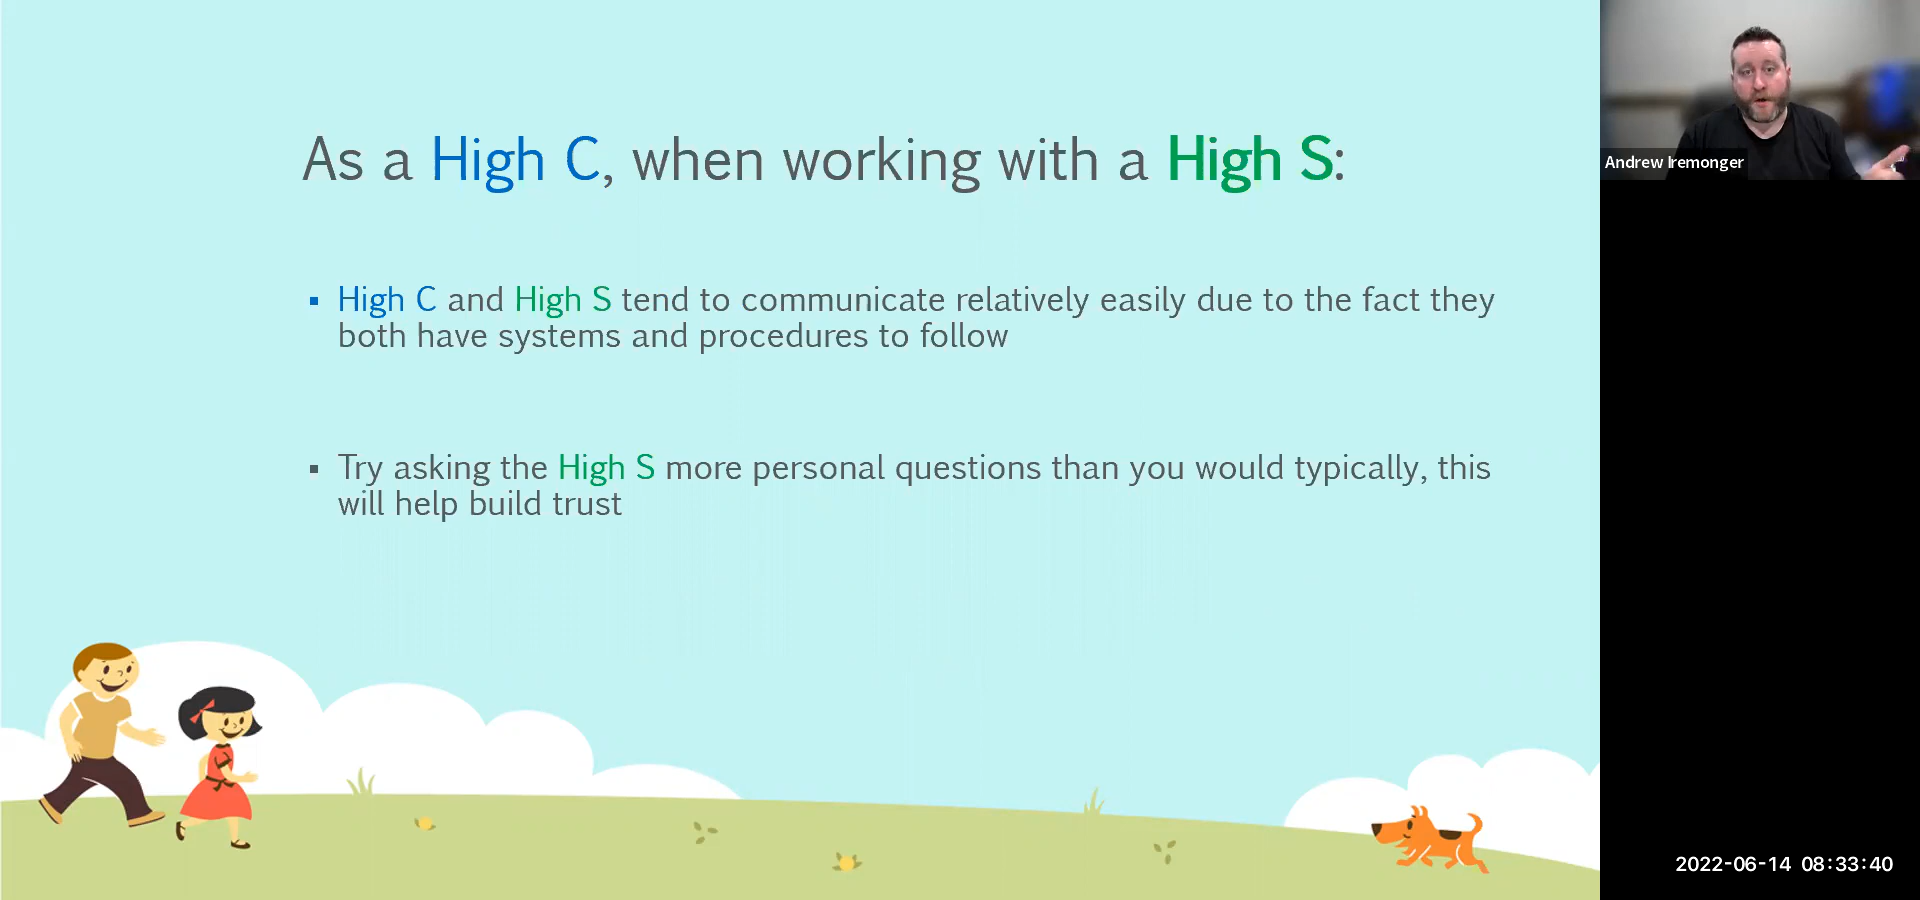 As a High C, when working with a High S:
▪ High C and High S tend to communicate relatively easily due to the fact they
both have systems and procedures to follow
▪ Try asking the High S more personal questions than you would typically, this
will help build trust
Andrew Iremonger
2022-06-14 08:33:40